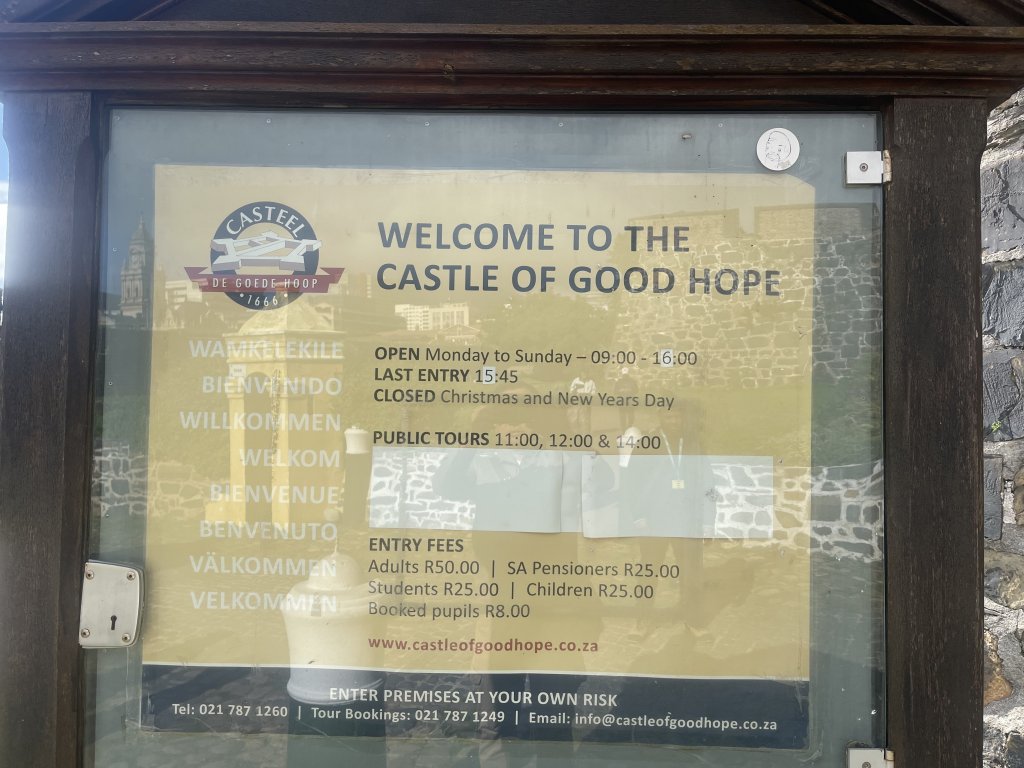 CASTEEL
DE GOEDE HOOP
• 1666 •
WELCOME TO THE
CASTLE OF GOOD HOPE
WAMKELEKILE
BIENVENIDO
WILLKOMMEN
WELKOM
BIENVENUE
BENVENUTO
VÄLKOMMEN
VELKOMMEN
OPEN Monday to Sunday – 09:00 - 16:00
LAST ENTRY 15:45
CLOSED Christmas and New Years Day
PUBLIC TOURS 11:00, 12:00 & 14:00
ENTRY FEES
Adults R50.00 | SA Pensioners R25.00
Students R25.00 | Children R25.00
Booked pupils R8.00
www.castleofgoodhope.co.za
ENTER PREMISES AT YOUR OWN RISK
Tel: 021 787 1260 | Tour Bookings: 021 787 1249 | Email: info@castleofgoodhope.co.za